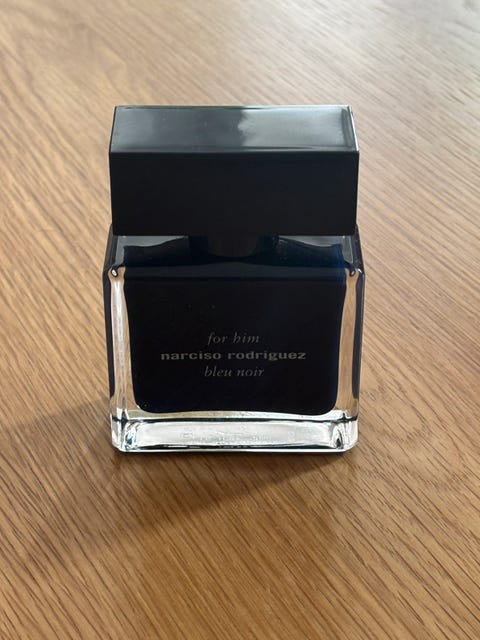 for him
narciso rodriguez
bleu noir